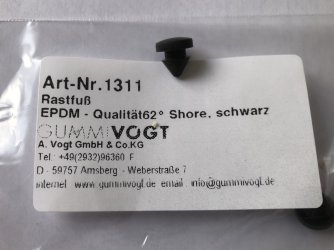 Art-Nr.1311
Rastfuß
EPDM - Qualität62° Shore, schwarz
GUMMIVOGT
A. Vogt GmbH & Co.KG
Tel.: +49(2932)96360 F
D - 59757 Arnsberg - Weberstraße 7
internet www.gummivogt.de email info@gummivogt.de